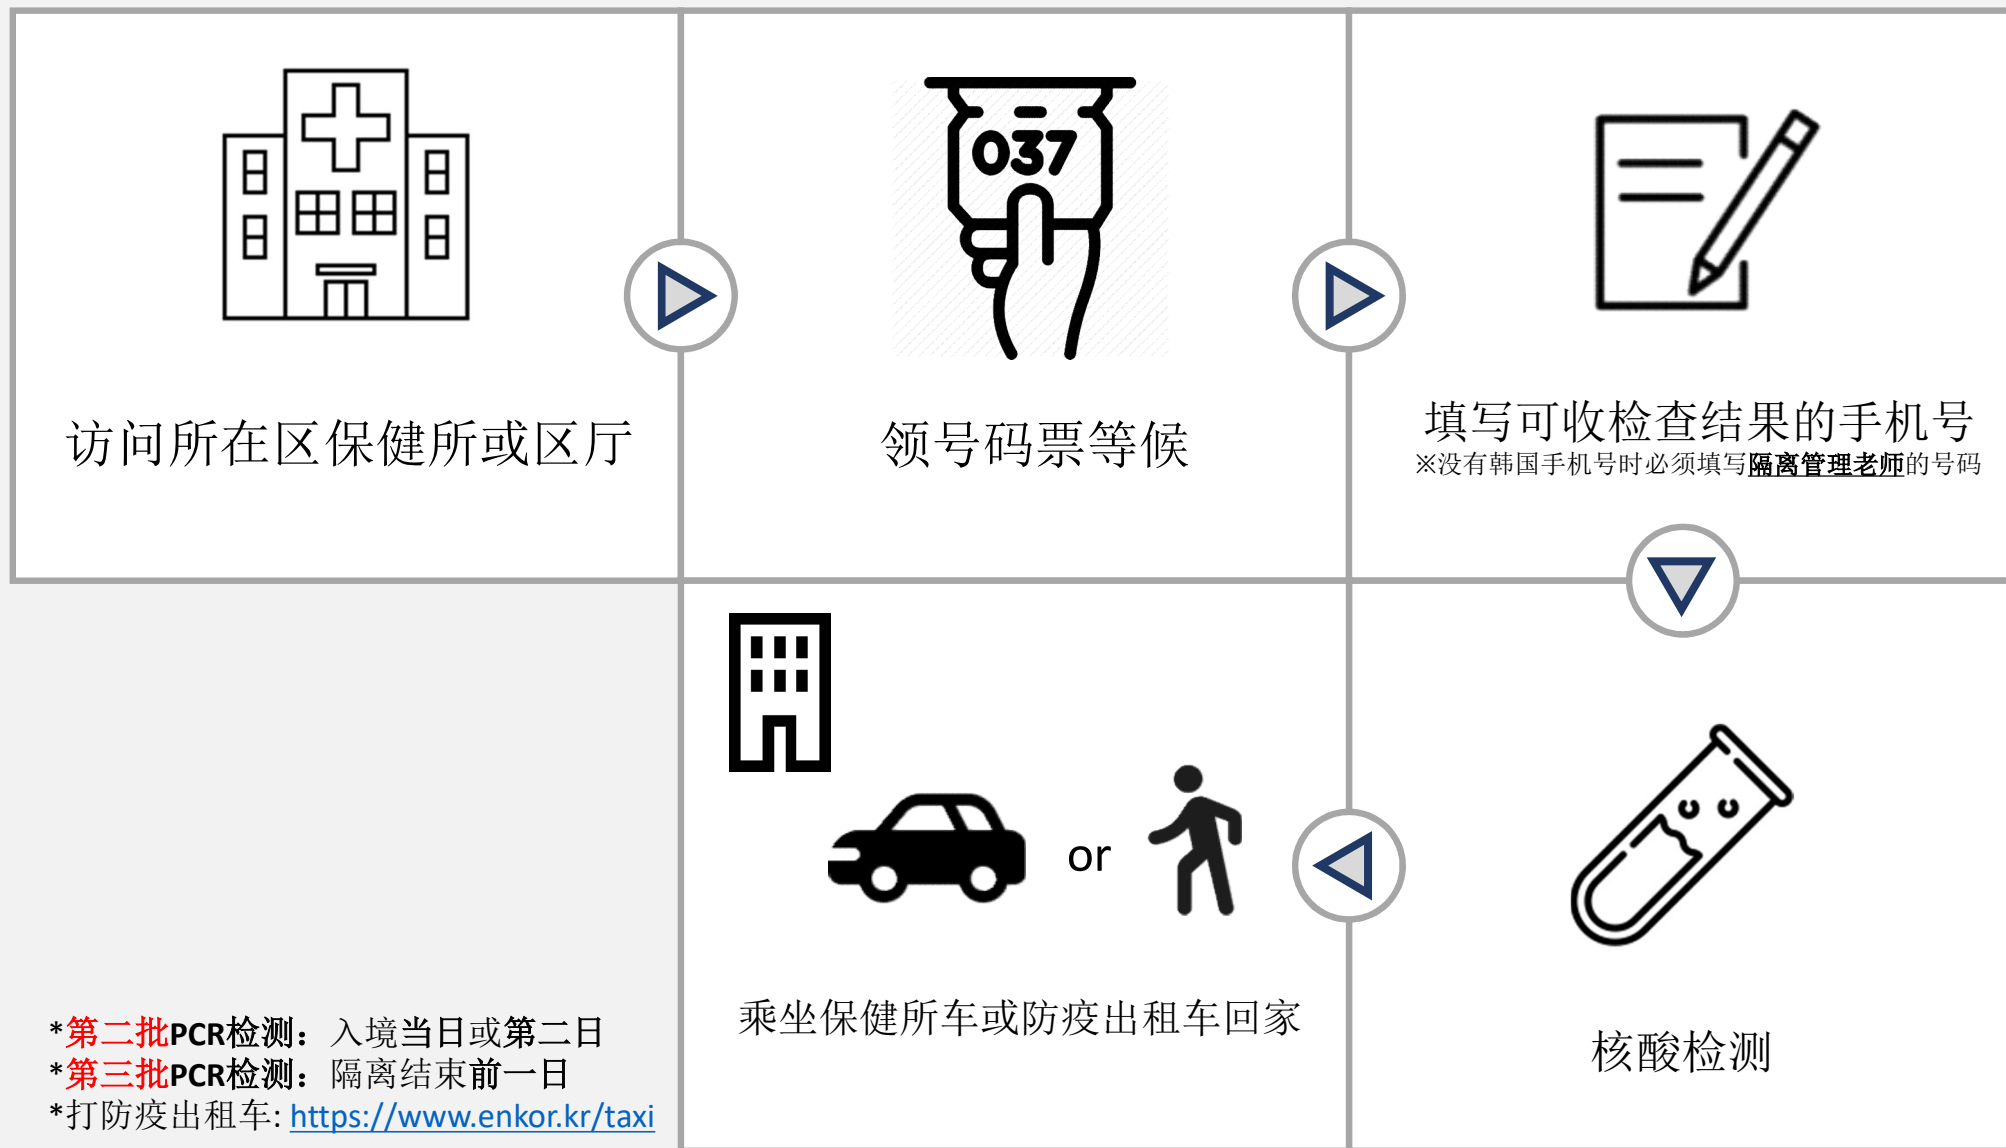 037
访问所在区保健所或区厅
领号码票等候
填写可收检查结果的手机号
※没有韩国手机号时必须填写隔离管理老师的号码
or
乘坐保健所车或防疫出租车回家
核酸检测
*第二批PCR检测：入境当日或第二日
*第三批PCR检测：隔离结束前一日
*打防疫出租车: https://www.enkor.kr/taxi